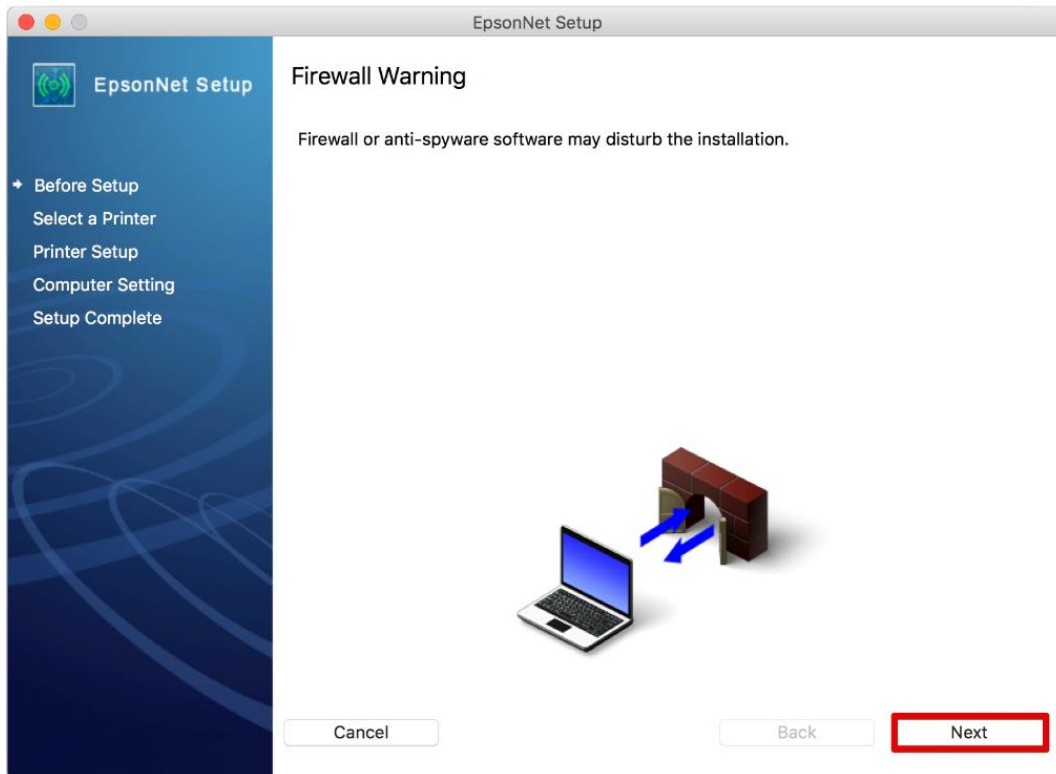 EpsonNet Setup
EpsonNet Setup
Before Setup
Select a Printer
Printer Setup
Computer Setting
Setup Complete
Firewall Warning
Firewall or anti-spyware software may disturb the installation.
Cancel
Back
Next